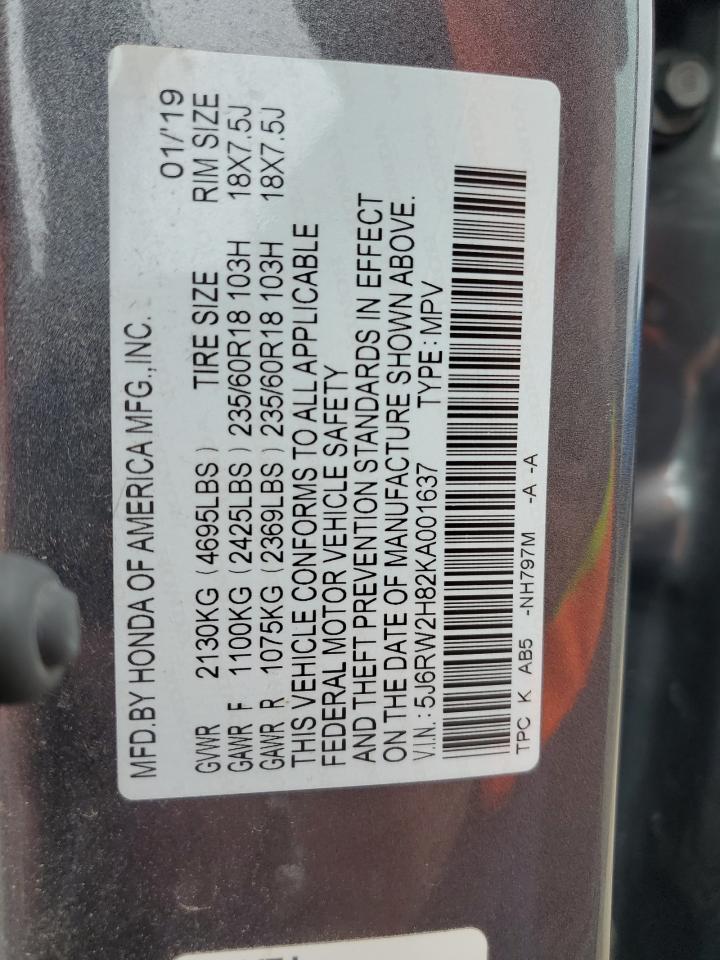 MFD.BY HONDA OF AMERICA MFG.,INC. 01/'19
GVWR 2130KG (4695LBS) TIRE SIZE RIM SIZE
GAWR F 1100KG (2425LBS) 235/60R18 103H 18X7.5J
GAWR R 1075KG (2369LBS) 235/60R18 103H 18X7.5J
THIS VEHICLE CONFORMS TO ALL APPLICABLE
FEDERAL MOTOR VEHICLE SAFETY
AND THEFT PREVENTION STANDARDS IN EFFECT
ON THE DATE OF MANUFACTURE SHOWN ABOVE.
V.I.N.: 5J6RW2H82KA001637 TYPE: MPV
TPC K AB5 -NH797M -A -A